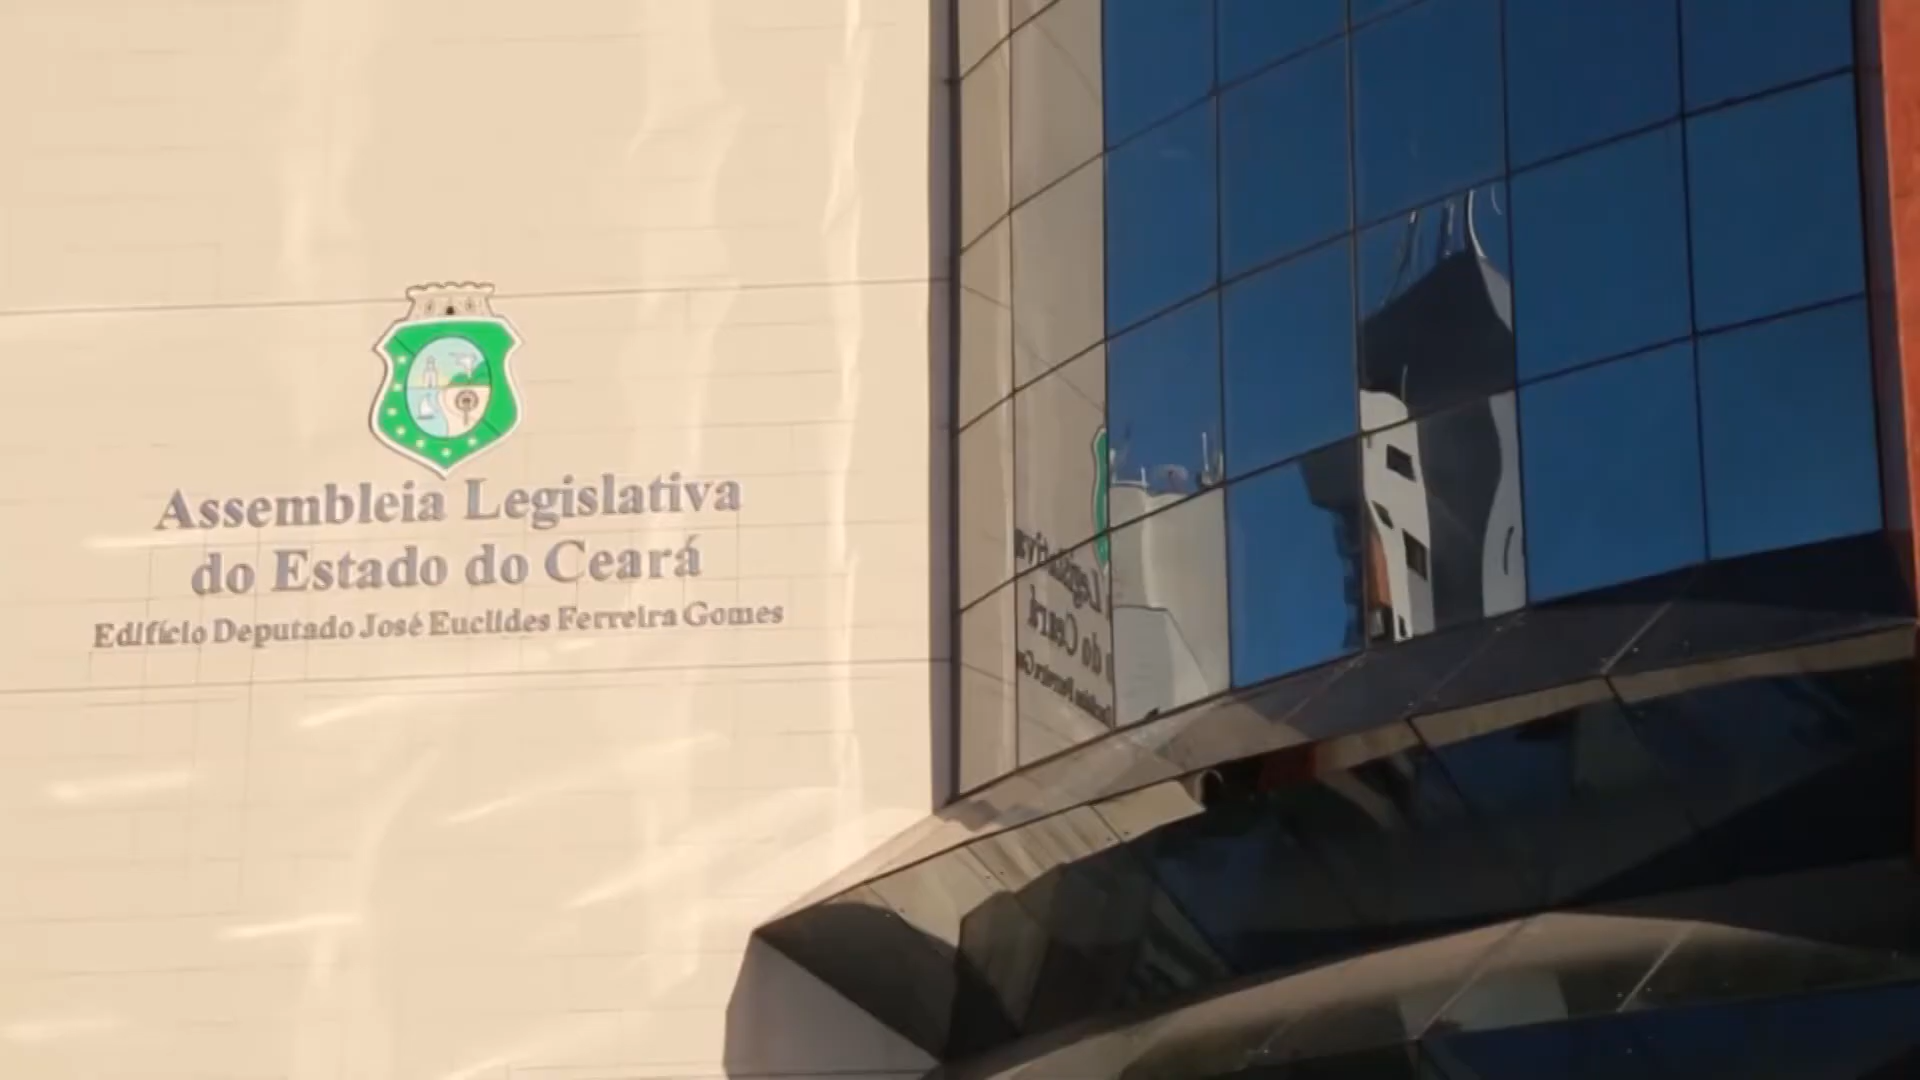 Assembleia Legislativa
do Estado do Ceará
Edifício Deputado José Euclides Ferreira Gomes